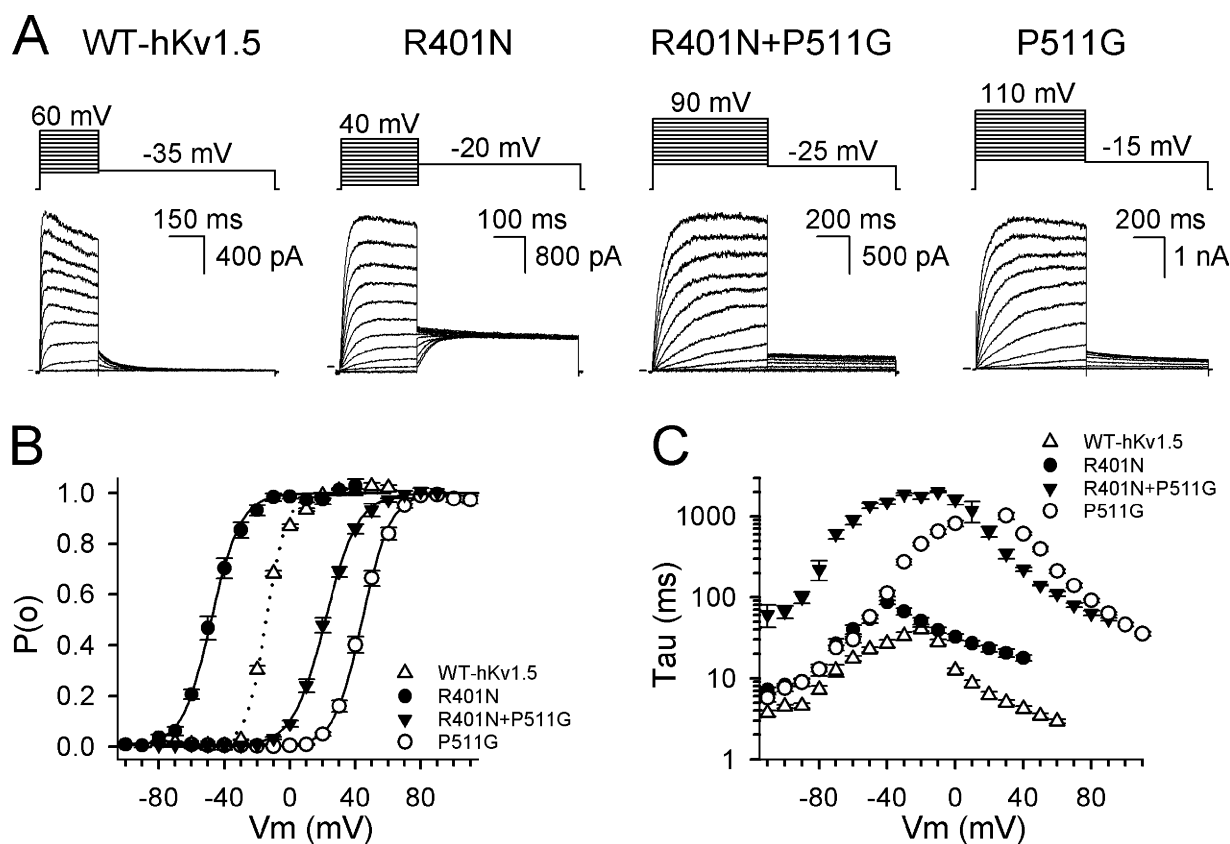 A
WT-hKv1.5 R401N R401N+P511G P511G
60 mV 40 mV 90 mV 110 mV
-35 mV -20 mV -25 mV -15 mV
150 ms 100 ms 200 ms 200 ms
400 pA 800 pA 500 pA 1 nA
B
P(o)
1.0
0.8
0.6
0.4
0.2
0.0
WT-hKv1.5
R401N
R401N+P511G
P511G
-80 -40 0 40 80
Vm (mV)
C
WT-hKv1.5
R401N
R401N+P511G
P511G
Tau (ms)
1000
100
10
1
-80 -40 0 40 80
Vm (mV)